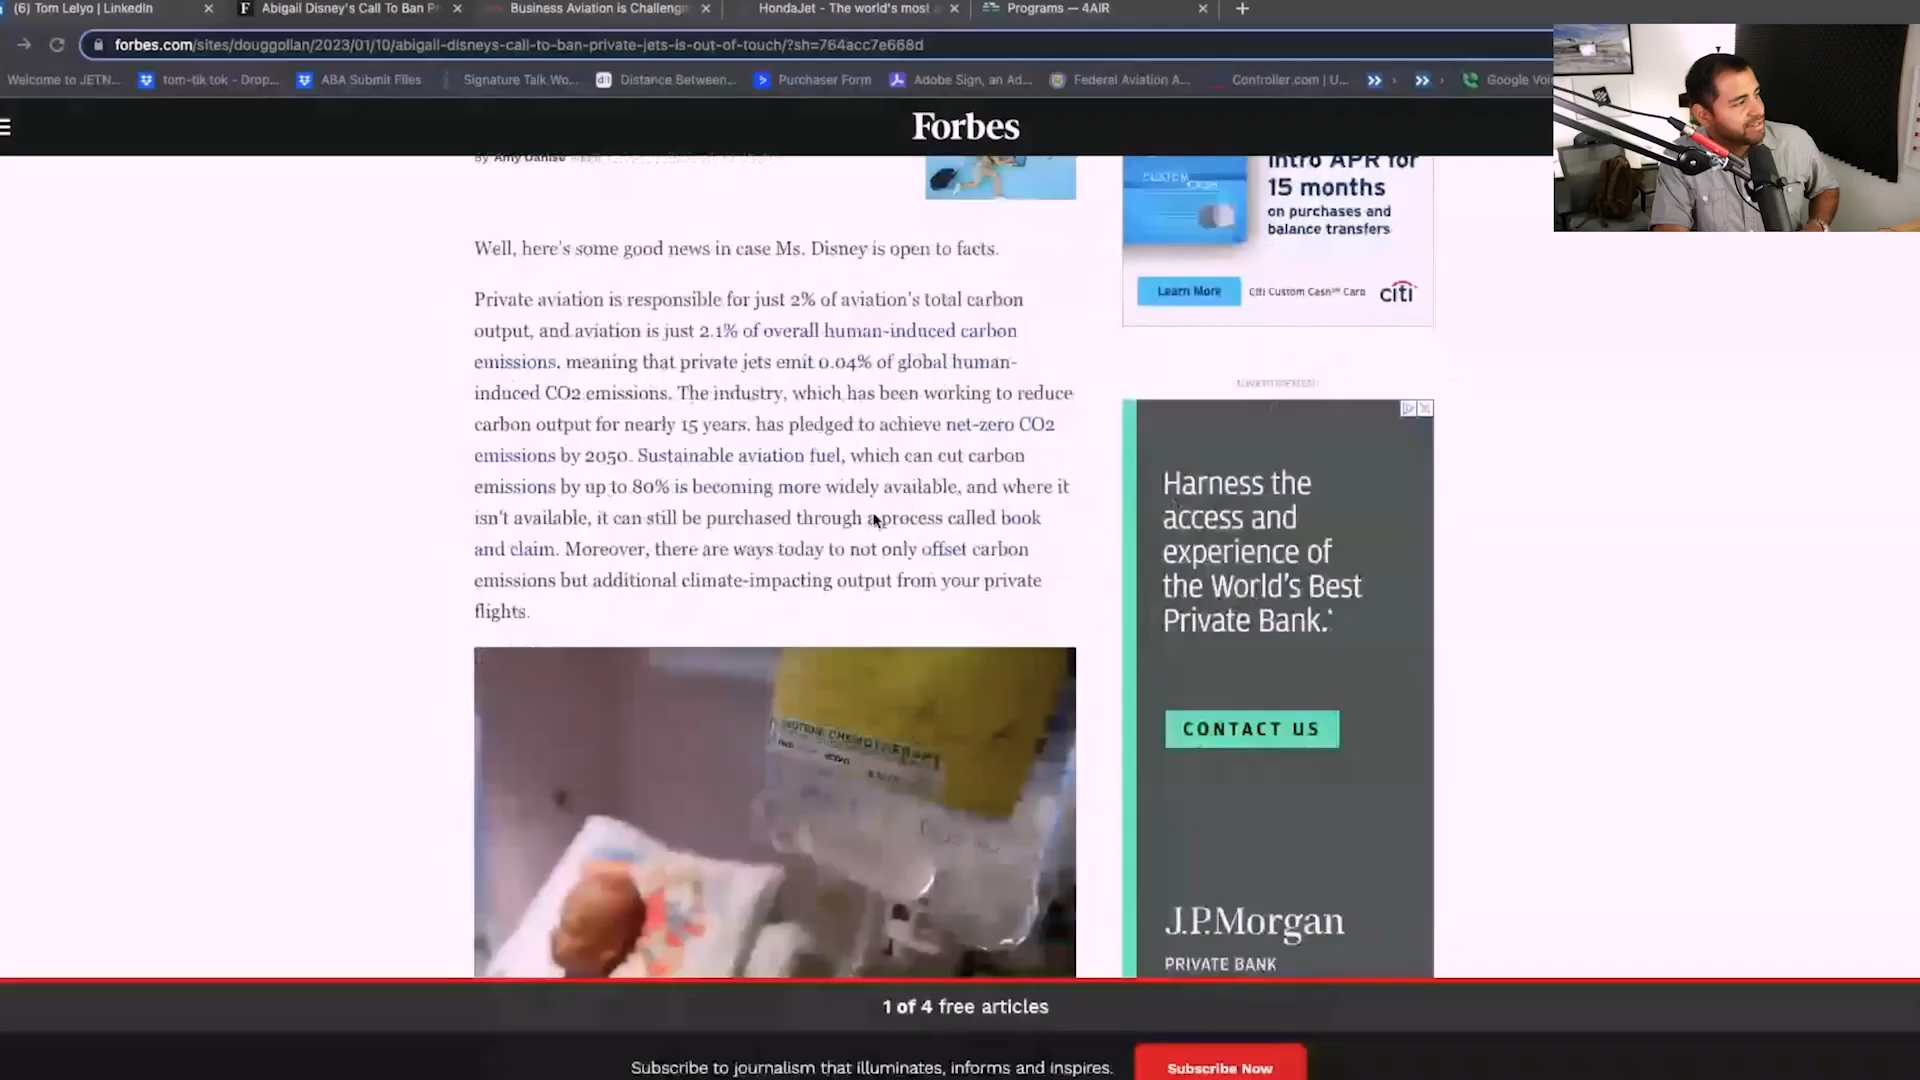 (6) Tom Lelyo | LinkedIn
Abigail Disney's Call To Ban P
Business Aviation is Challeng
HondaJet - The world's most
Programs — 4AIR
forbes.com/sites/douggollan/2023/01/10/abigail-disneys-call-to-ban-private-jets-is-out-of-touch/?sh=764acc7e668d
Welcome to JETN...
tom-tik tok - Drop...
ABA Submit Files
Signature Talk Wo...
Distance Between...
Purchaser Form
Adobe Sign, an Ad...
Federal Aviation A...
Controller.com | U...
Google Voi
Forbes
By Amy Danise
Intro APR for
15 months
on purchases and
balance transfers
Learn More
Citi Custom Cash℠ Card
citi
Well, here's some good news in case Ms. Disney is open to facts.
Private aviation is responsible for just 2% of aviation's total carbon
output, and aviation is just 2.1% of overall human-induced carbon
emissions, meaning that private jets emit 0.04% of global human-
induced CO2 emissions. The industry, which has been working to reduce
carbon output for nearly 15 years, has pledged to achieve net-zero CO2
emissions by 2050. Sustainable aviation fuel, which can cut carbon
emissions by up to 80% is becoming more widely available, and where it
isn't available, it can still be purchased through a process called book
and claim. Moreover, there are ways today to not only offset carbon
emissions but additional climate-impacting output from your private
flights.
ADVERTISEMENT
Harness the
access and
experience of
the World's Best
Private Bank.*
CONTACT US
J.P.Morgan
PRIVATE BANK
1 of 4 free articles
Subscribe to journalism that illuminates, informs and inspires.
Subscribe Now